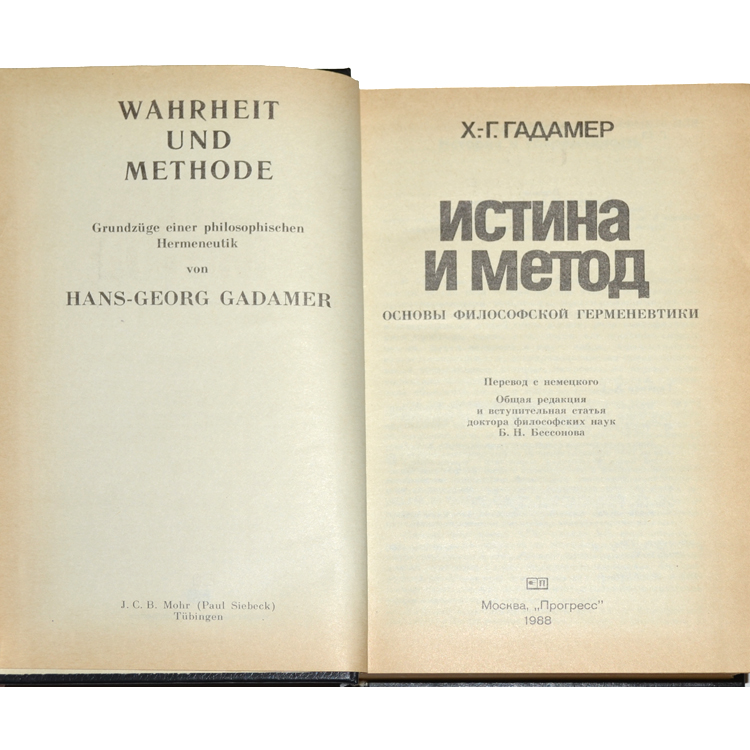 WAHRHEIT
UND
METHODE
Grundzüge einer philosophischen
Hermeneutik
von
HANS-GEORG GADAMER
J. C. B. Mohr (Paul Siebeck)
Tübingen
Х.-Г. ГАДАМЕР
ИСТИНА
И МЕТОД
ОСНОВЫ ФИЛОСОФСКОЙ ГЕРМЕНЕВТИКИ
Перевод с немецкого
Общая редакция
и вступительная статья
доктора философских наук
Б. Н. Бессонова
Москва, „Прогресс"
1988